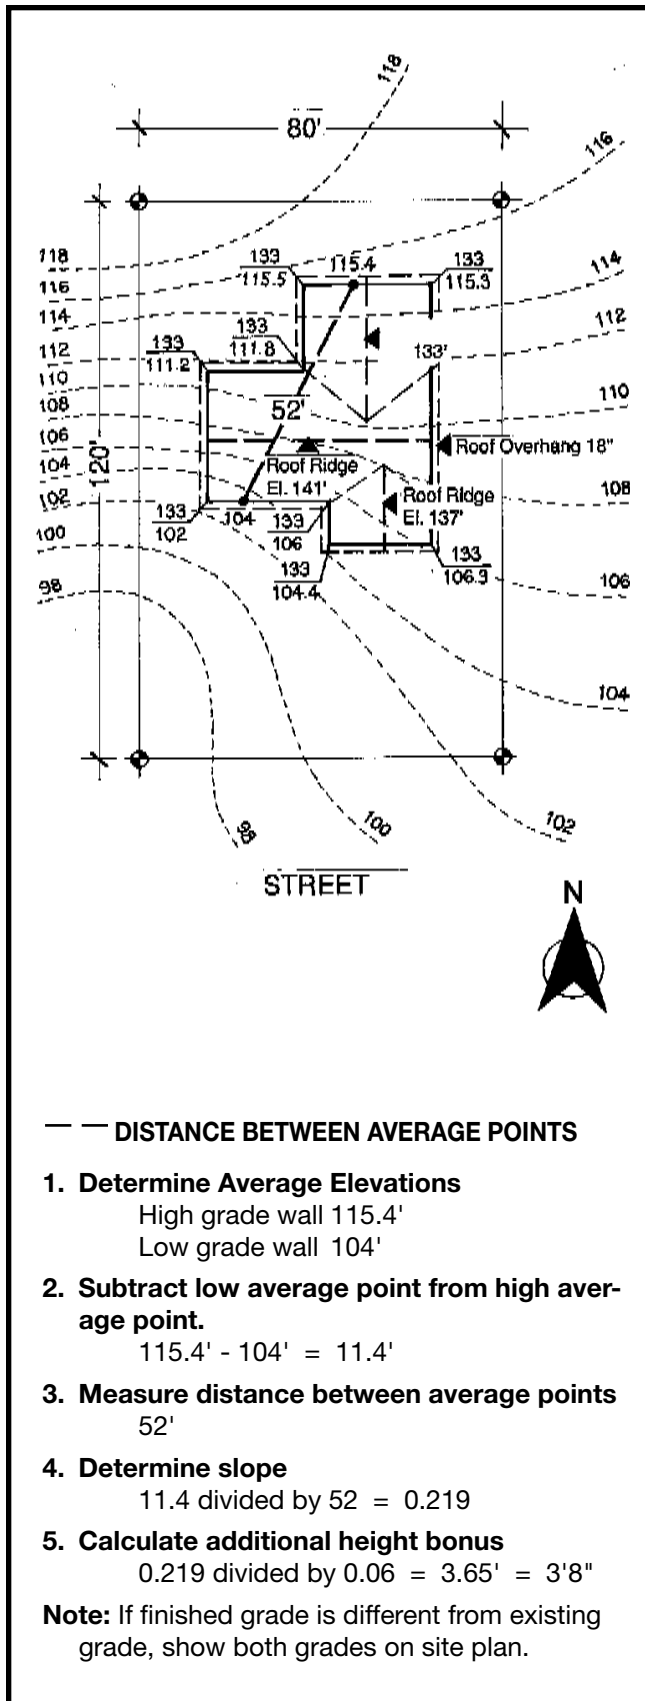 118
80'
116
118
133
115.4
133
116
115.5
115.3
114
114
133
112
112
133
111.8
133'
111.2
110
110
108
52'
106
Roof Overhang 18"
120'
104
Roof Ridge
El. 141'
Roof Ridge
El. 137'
108
102
133
102
104
133
106
100
133
104.4
133
106.3
106
98
104
98
100
102
STREET
N
DISTANCE BETWEEN AVERAGE POINTS
1. Determine Average Elevations
High grade wall 115.4'
Low grade wall 104'
2. Subtract low average point from high aver-
age point.
115.4' - 104' = 11.4'
3. Measure distance between average points
52'
4. Determine slope
11.4 divided by 52 = 0.219
5. Calculate additional height bonus
0.219 divided by 0.06 = 3.65' = 3'8"
Note: If finished grade is different from existing
grade, show both grades on site plan.